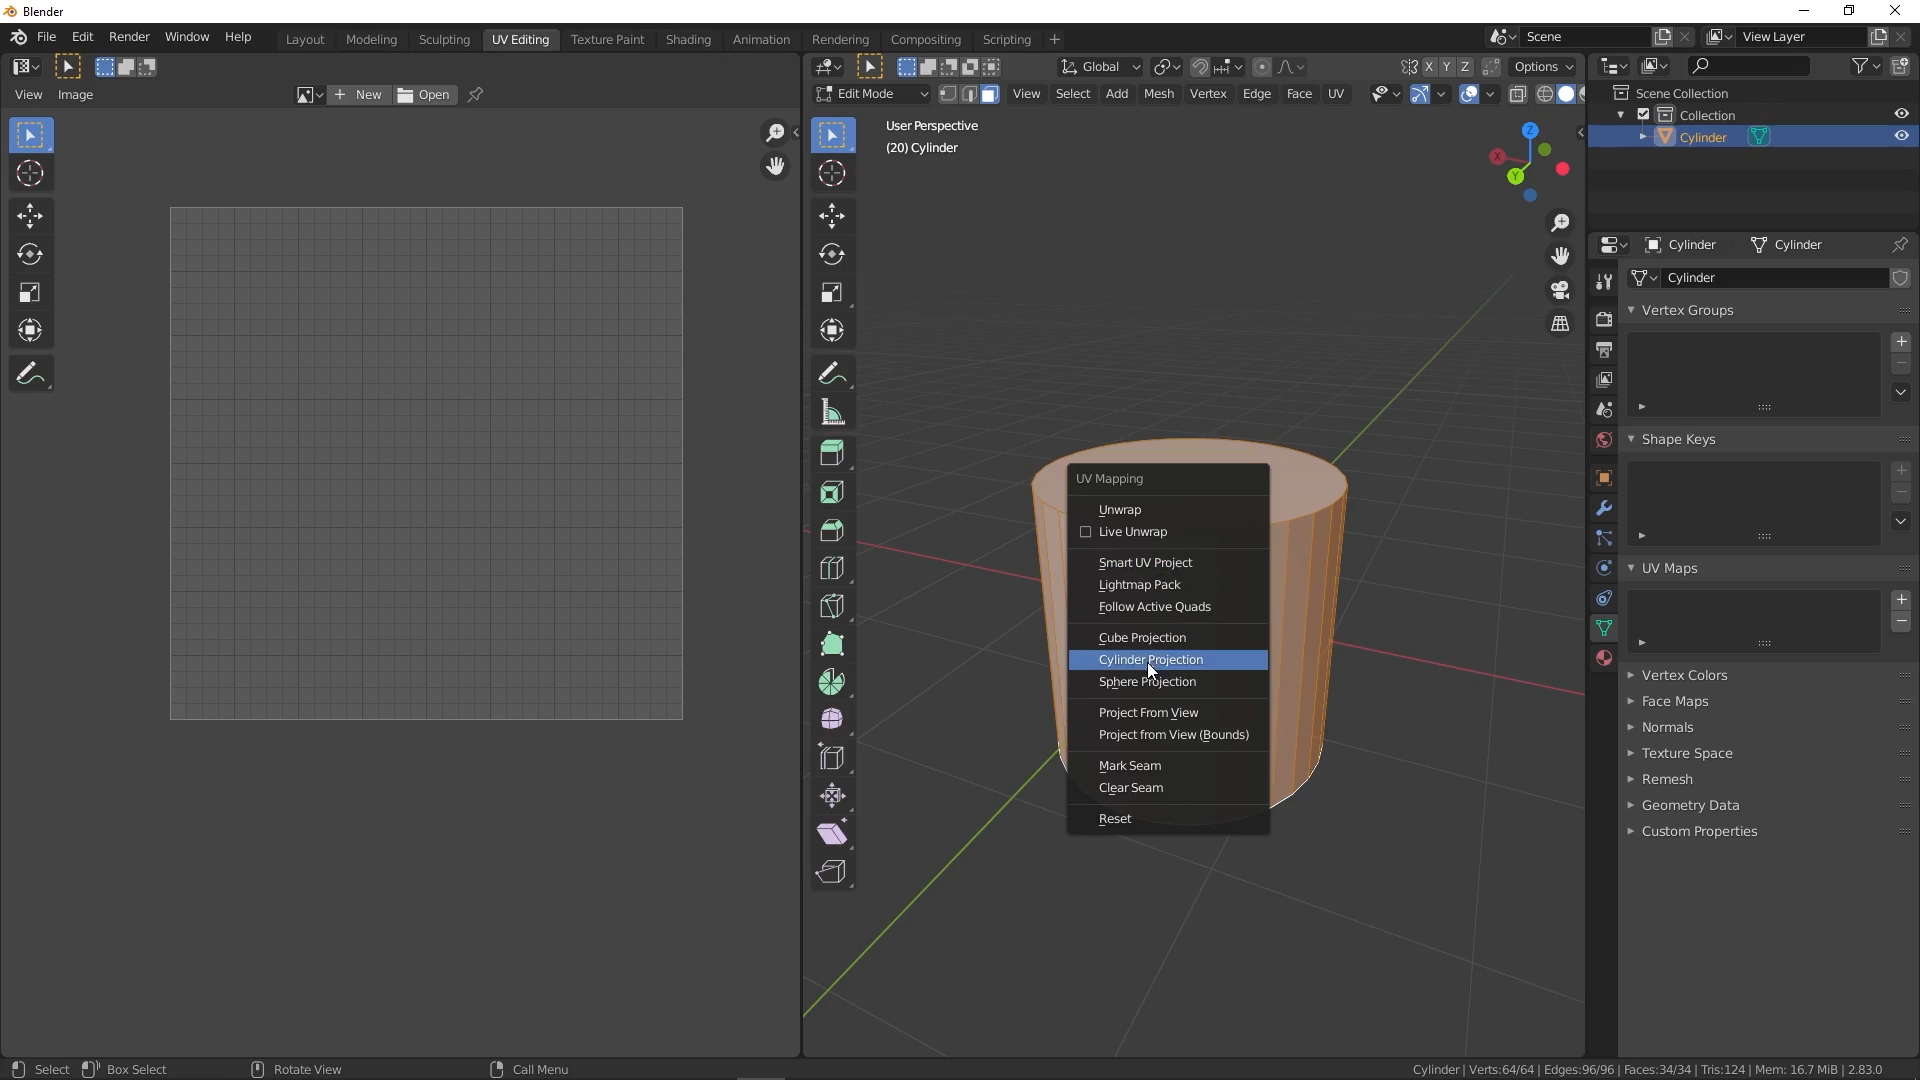 Blender
File Edit Render Window Help Layout Modeling Sculpting UV Editing Texture Paint Shading Animation Rendering Compositing Scripting + Scene View Layer
Global X Y Z Options
View Image + New Open Edit Mode View Select Add Mesh Vertex Edge Face UV
Scene Collection
Collection
Cylinder
User Perspective
(20) Cylinder
Z
X
Y
Cylinder Cylinder
Cylinder
Vertex Groups
Shape Keys
UV Maps
Vertex Colors
Face Maps
Normals
Texture Space
Remesh
Geometry Data
Custom Properties
UV Mapping
Unwrap
Live Unwrap
Smart UV Project
Lightmap Pack
Follow Active Quads
Cube Projection
Cylinder Projection
Sphere Projection
Project From View
Project from View (Bounds)
Mark Seam
Clear Seam
Reset
Select Box Select Rotate View Call Menu Cylinder | Verts:64/64 | Edges:96/96 | Faces:34/34 | Tris:124 | Mem: 16.7 MiB | 2.83.0